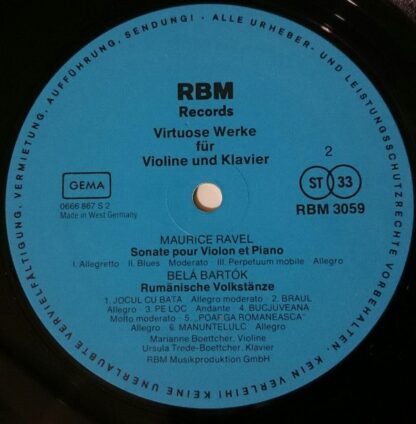 KEINE UNERLAUBTE VERVIELFÄLTIGUNG, VERMIETUNG, AUFFÜHRUNG, SENDUNG! · ALLE URHEBER- UND LEISTUNGSSCHUTZRECHTE VORBEHALTEN. KEIN VERLEIH!
RBM
Records
Virtuose Werke
für
Violine und Klavier
2
GEMA
ST 33
0666 867 S 2
Made in West Germany
RBM 3059
MAURICE RAVEL
Sonate pour Violon et Piano
I. Allegretto · II. Blues Moderato · III. Perpetuum mobile Allegro
BELÁ BARTÓK
Rumänische Volkstänze
1. JOCUL CU BATA Allegro moderato · 2. BRAUL
Allegro · 3. PE LOC Andante · 4. BUCJUVEANA
Molto moderato · 5. „POAГGA ROMANEASCA"
Allegro · 6. MANUNTELULC Allegro
Marianne Boettcher, Violine
Ursula Trede-Boettcher, Klavier
RBM Musikproduktion GmbH